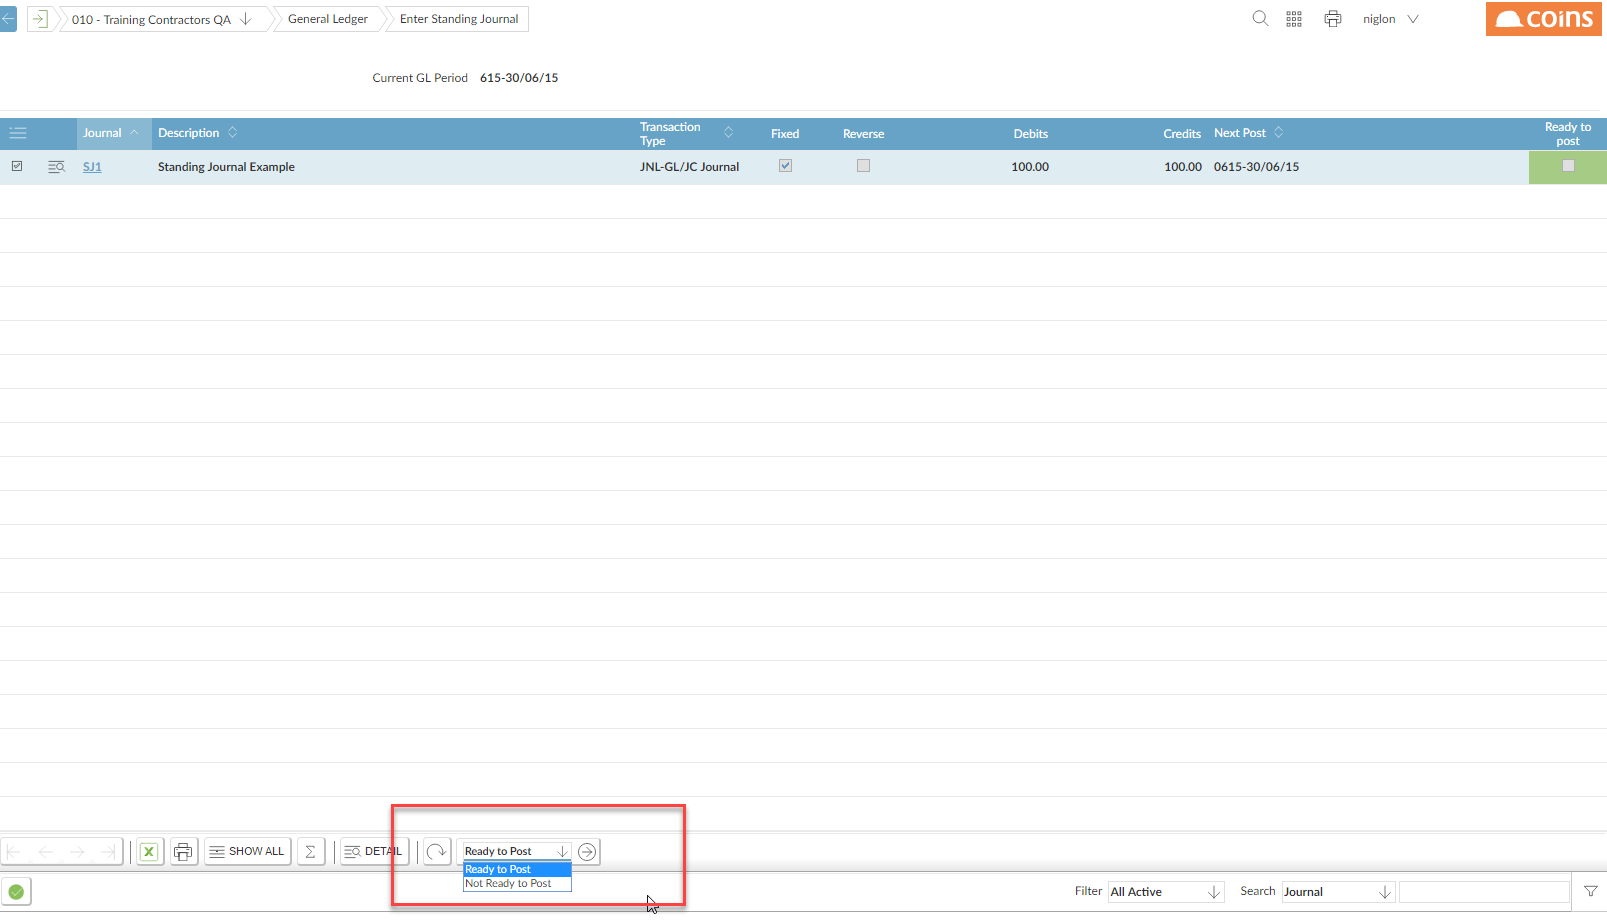 010 - Training Contractors QA General Ledger Enter Standing Journal niglon coins
Current GL Period 615-30/06/15
Journal Description Transaction Type Fixed Reverse Debits Credits Next Post Ready to post
SJ1 Standing Journal Example JNL-GL/JC Journal 100.00 100.00 0615-30/06/15
SHOW ALL DETAIL Ready to Post
Ready to Post
Not Ready to Post
Filter All Active Search Journal